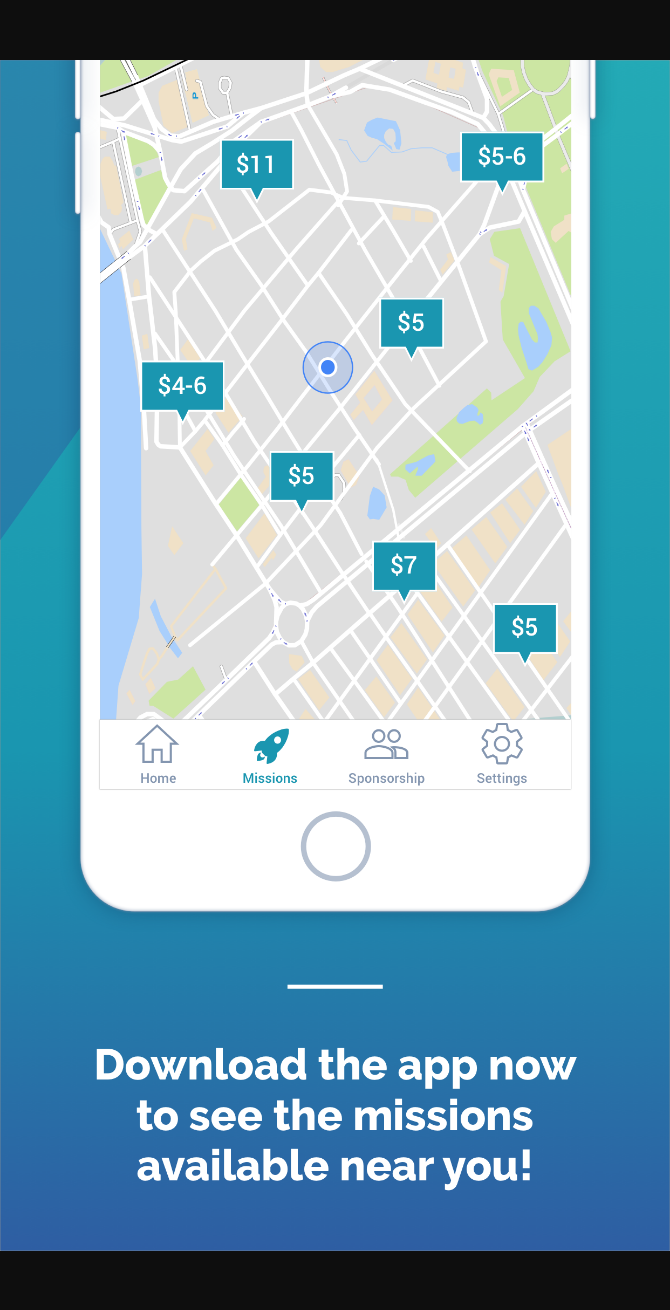 P
$11
$5-6
$5
$4-6
$5
$7
$5
Home
Missions
Sponsorship
Settings
Download the app now
to see the missions
available near you!